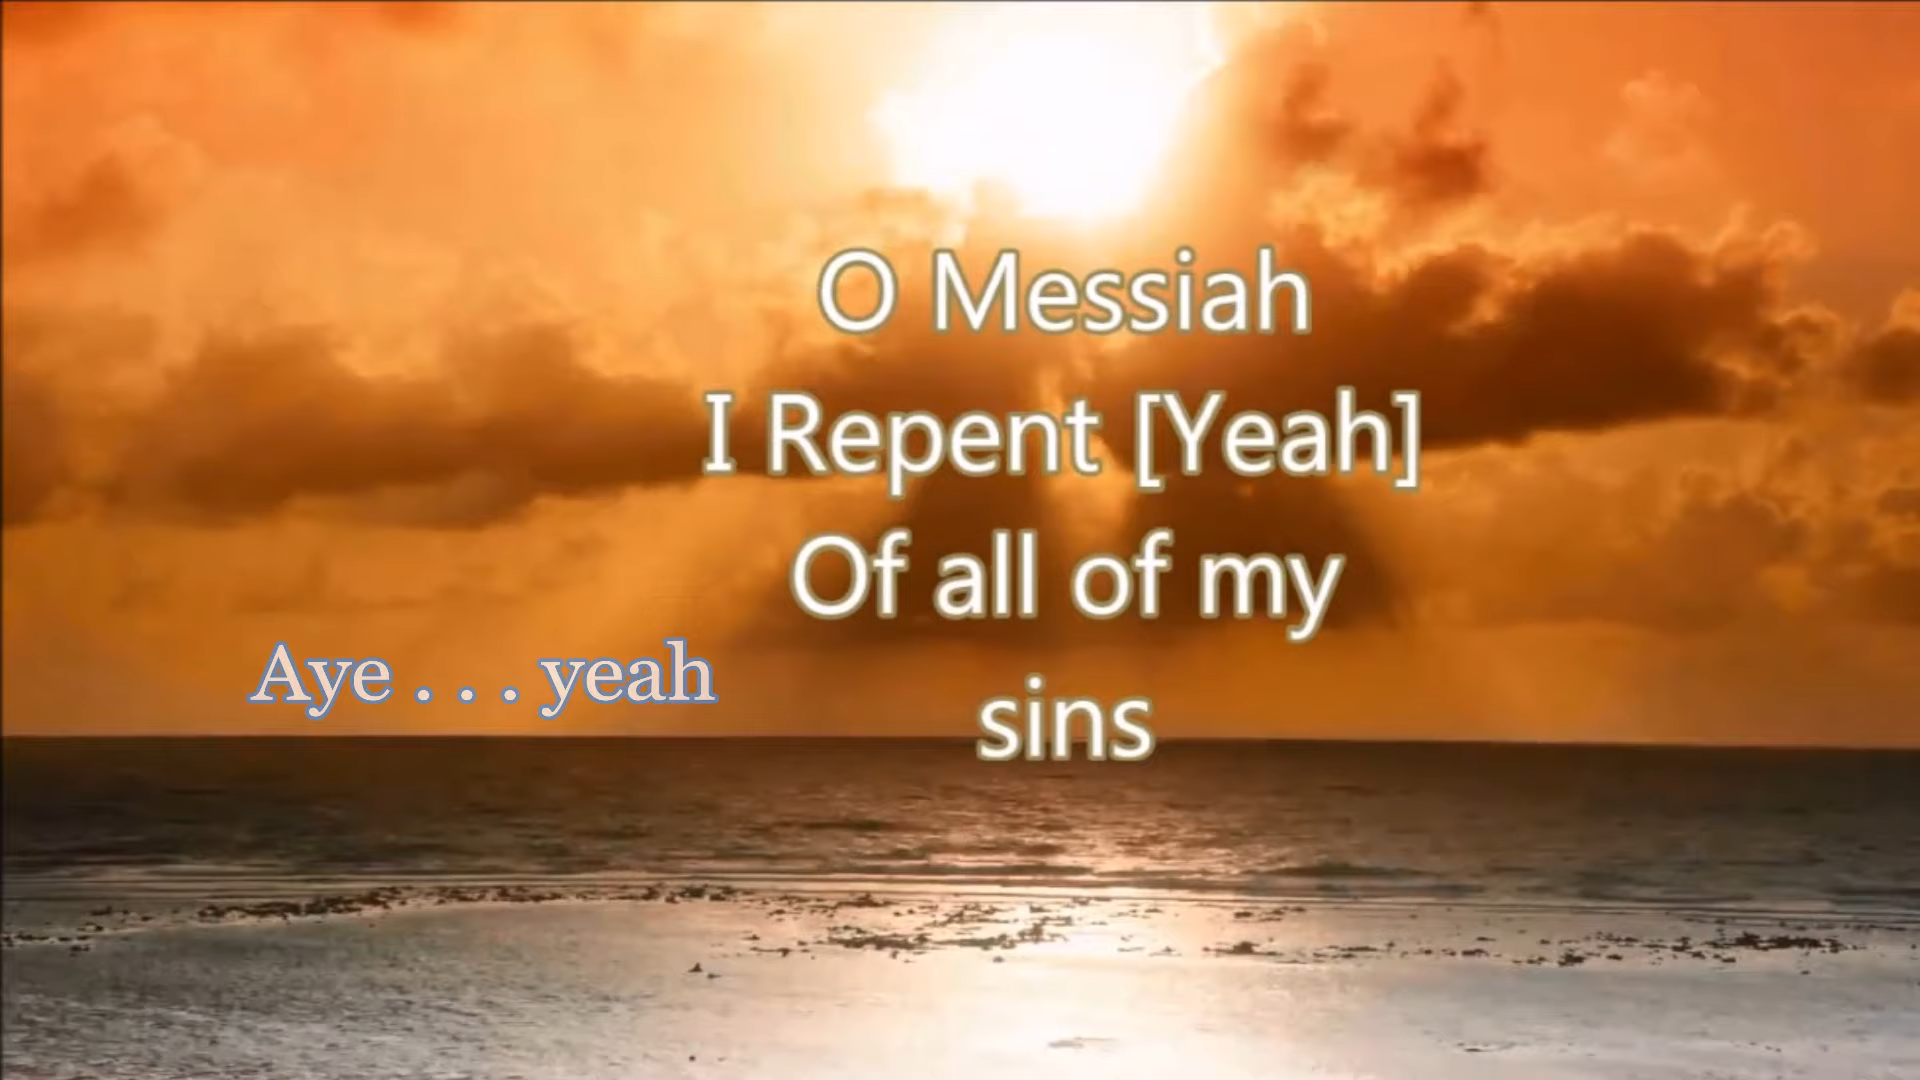 O Messiah
I Repent [Yeah]
Of all of my
sins
Aye . . . yeah